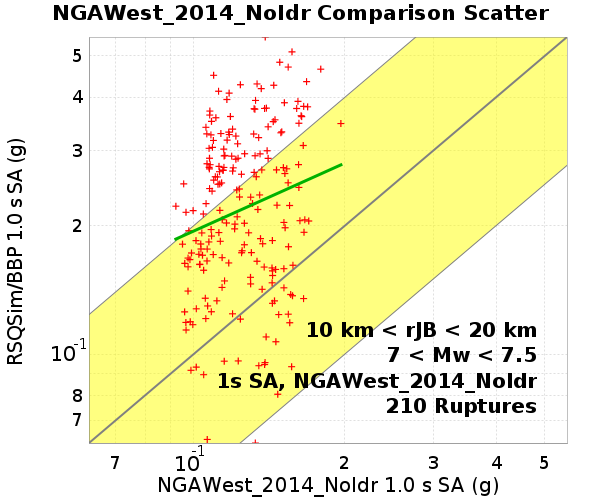 NGAWest_2014_NoIdr Comparison Scatter
RSQSim/BBP 1.0 s SA (g)
5
4
3
2
10^-1
8
7
10 km < rJB < 20 km
7 < Mw < 7.5
1s SA, NGAWest_2014_NoIdr
210 Ruptures
7
10^-1
2
3
4
5
NGAWest_2014_NoIdr 1.0 s SA (g)